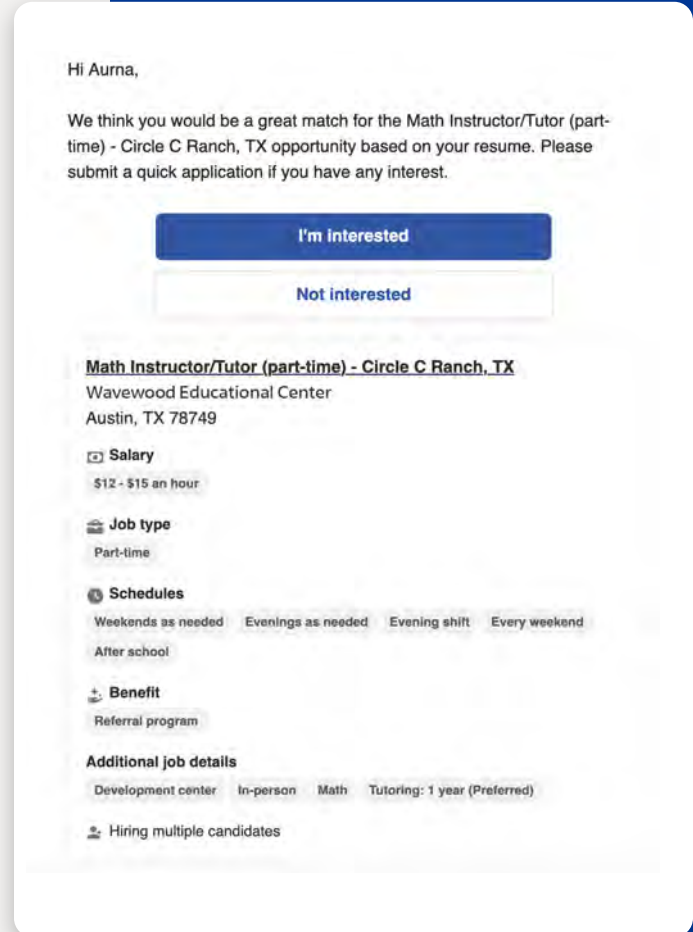 Hi Aurna,
We think you would be a great match for the Math Instructor/Tutor (part-
time) - Circle C Ranch, TX opportunity based on your resume. Please
submit a quick application if you have any interest.
I'm interested
Not interested
Math Instructor/Tutor (part-time) - Circle C Ranch, TX
Wavewood Educational Center
Austin, TX 78749
Salary
$12 - $15 an hour
Job type
Part-time
Schedules
Weekends as needed Evenings as needed Evening shift Every weekend
After school
Benefit
Referral program
Additional job details
Development center In-person Math Tutoring: 1 year (Preferred)
Hiring multiple candidates